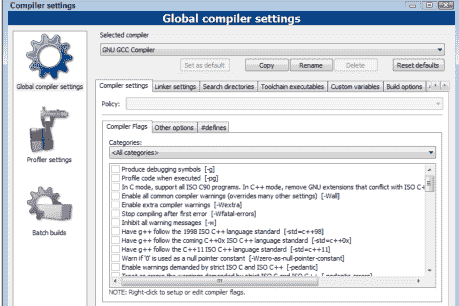 Compiler settings
Global compiler settings
Selected compiler
GNU GCC Compiler
Set as default Copy Rename Delete Reset defaults
Global compiler settings
Profiler settings
Batch builds
Compiler settings Linker settings Search directories Toolchain executables Custom variables Build options
Policy:
Compiler Flags Other options #defines
Categories:
<All categories>
Produce debugging symbols [-g]
Profile code when executed [-pg]
In C mode, support all ISO C90 programs. In C++ mode, remove GNU extensions that conflict with ISO C+
Enable all common compiler warnings (overrides many other settings) [-Wall]
Enable extra compiler warnings [-Wextra]
Stop compiling after first error [-Wfatal-errors]
Inhibit all warning messages [-w]
Have g++ follow the 1998 ISO C++ language standard [-std=c++98]
Have g++ follow the coming C++0x ISO C++ language standard [-std=c++0x]
Have g++ follow the C++11 ISO C++ language standard [-std=c++11]
Warn if '0' is used as a null pointer constant [-Wzero-as-null-pointer-constant]
Enable warnings demanded by strict ISO C and ISO C++ [-pedantic]
NOTE: Right-click to setup or edit compiler flags.